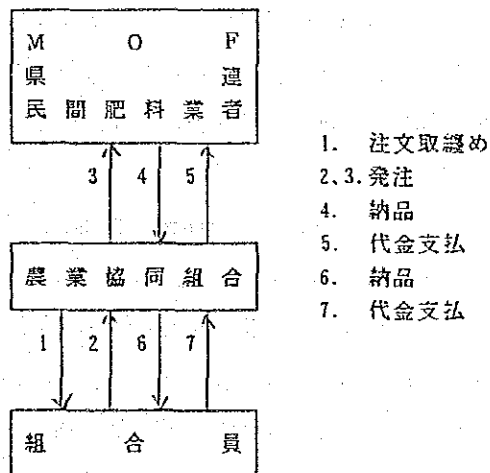 M O F
県 連
民間肥料業者
3 4 5
農業協同組合
1 2 6 7
組合員
1. 注文取纏め
2,3. 発注
4. 納品
5. 代金支払
6. 納品
7. 代金支払